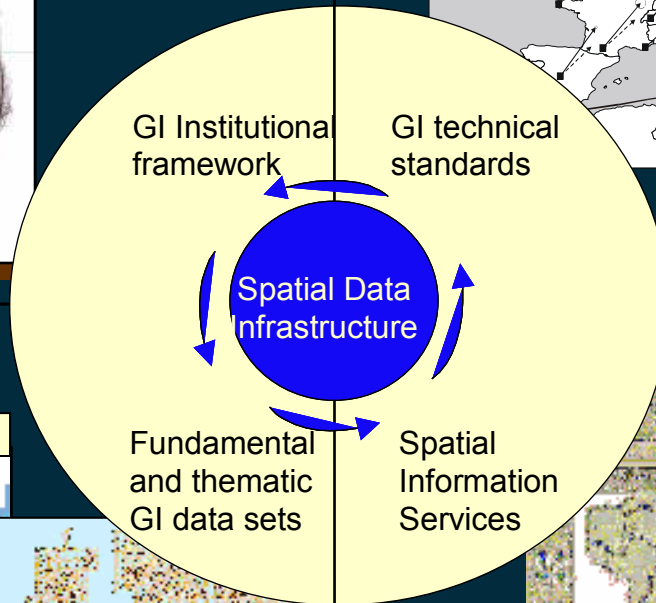 GI Institutional
framework
GI technical
standards
Spatial Data
Infrastructure
Fundamental
and thematic
GI data sets
Spatial
Information
Services